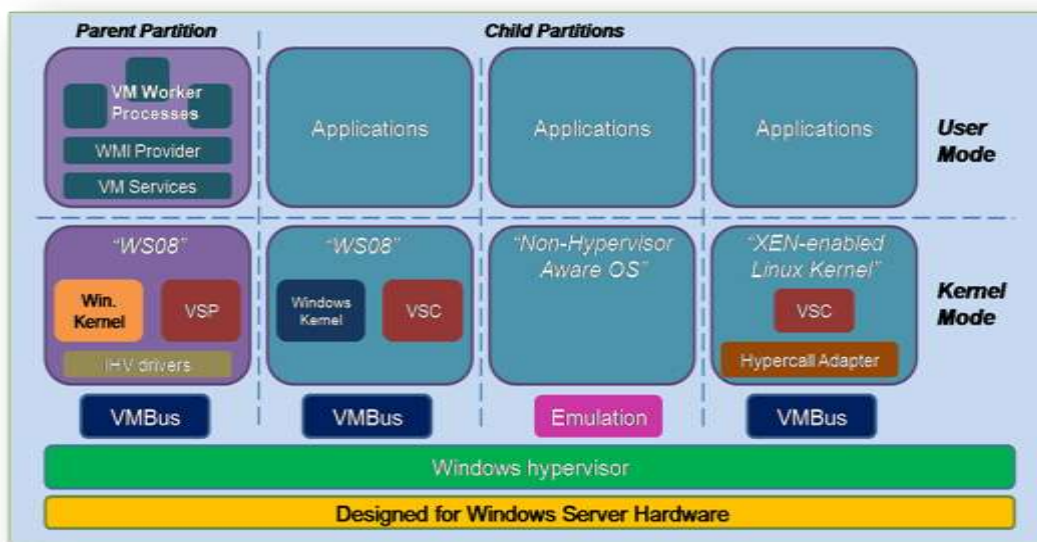 Parent Partition
Child Partitions
VM Worker
Processes
WMI Provider
VM Services
Applications
Applications
Applications
User
Mode
"WS08"
Win.
Kernel
VSP
IHV drivers
"WS08"
Windows
Kernel
VSC
"Non-Hypervisor
Aware OS"
"XEN-enabled
Linux Kernel"
VSC
Hypercall Adapter
Kernel
Mode
VMBus
VMBus
Emulation
VMBus
Windows hypervisor
Designed for Windows Server Hardware